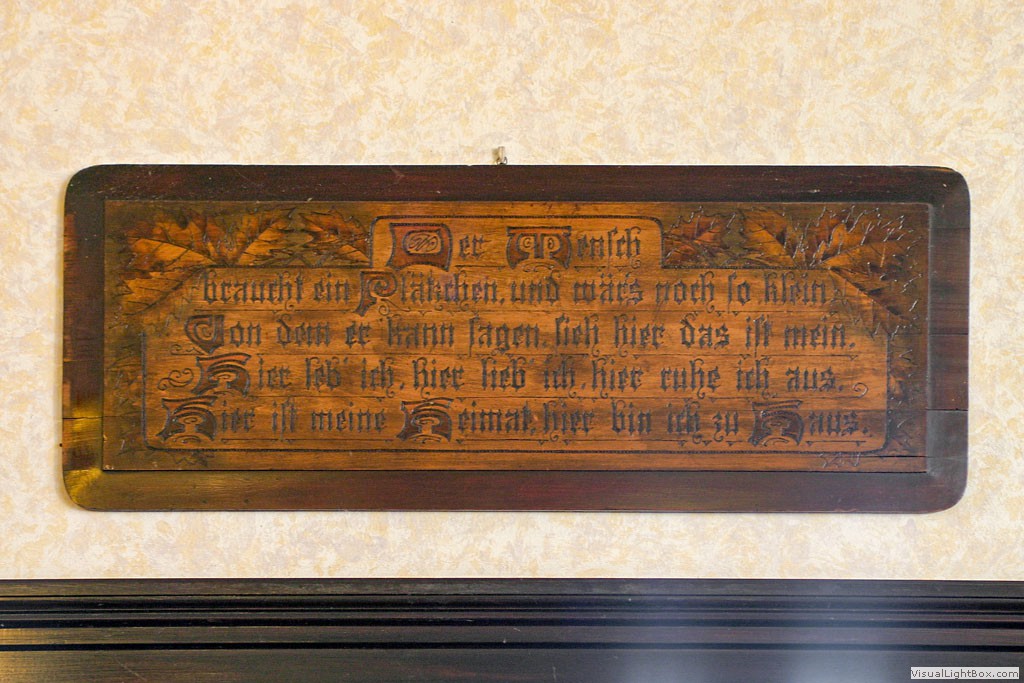 Der Mensch
braucht ein Plätzchen, und wärs noch so klein
Von dem er kann sagen, sieh hier das ist mein.
Hier leb ich, hier lieb ich, hier ruhe ich aus.
Hier ist meine Heimat, hier bin ich zu Haus.
VisualLightBox.com